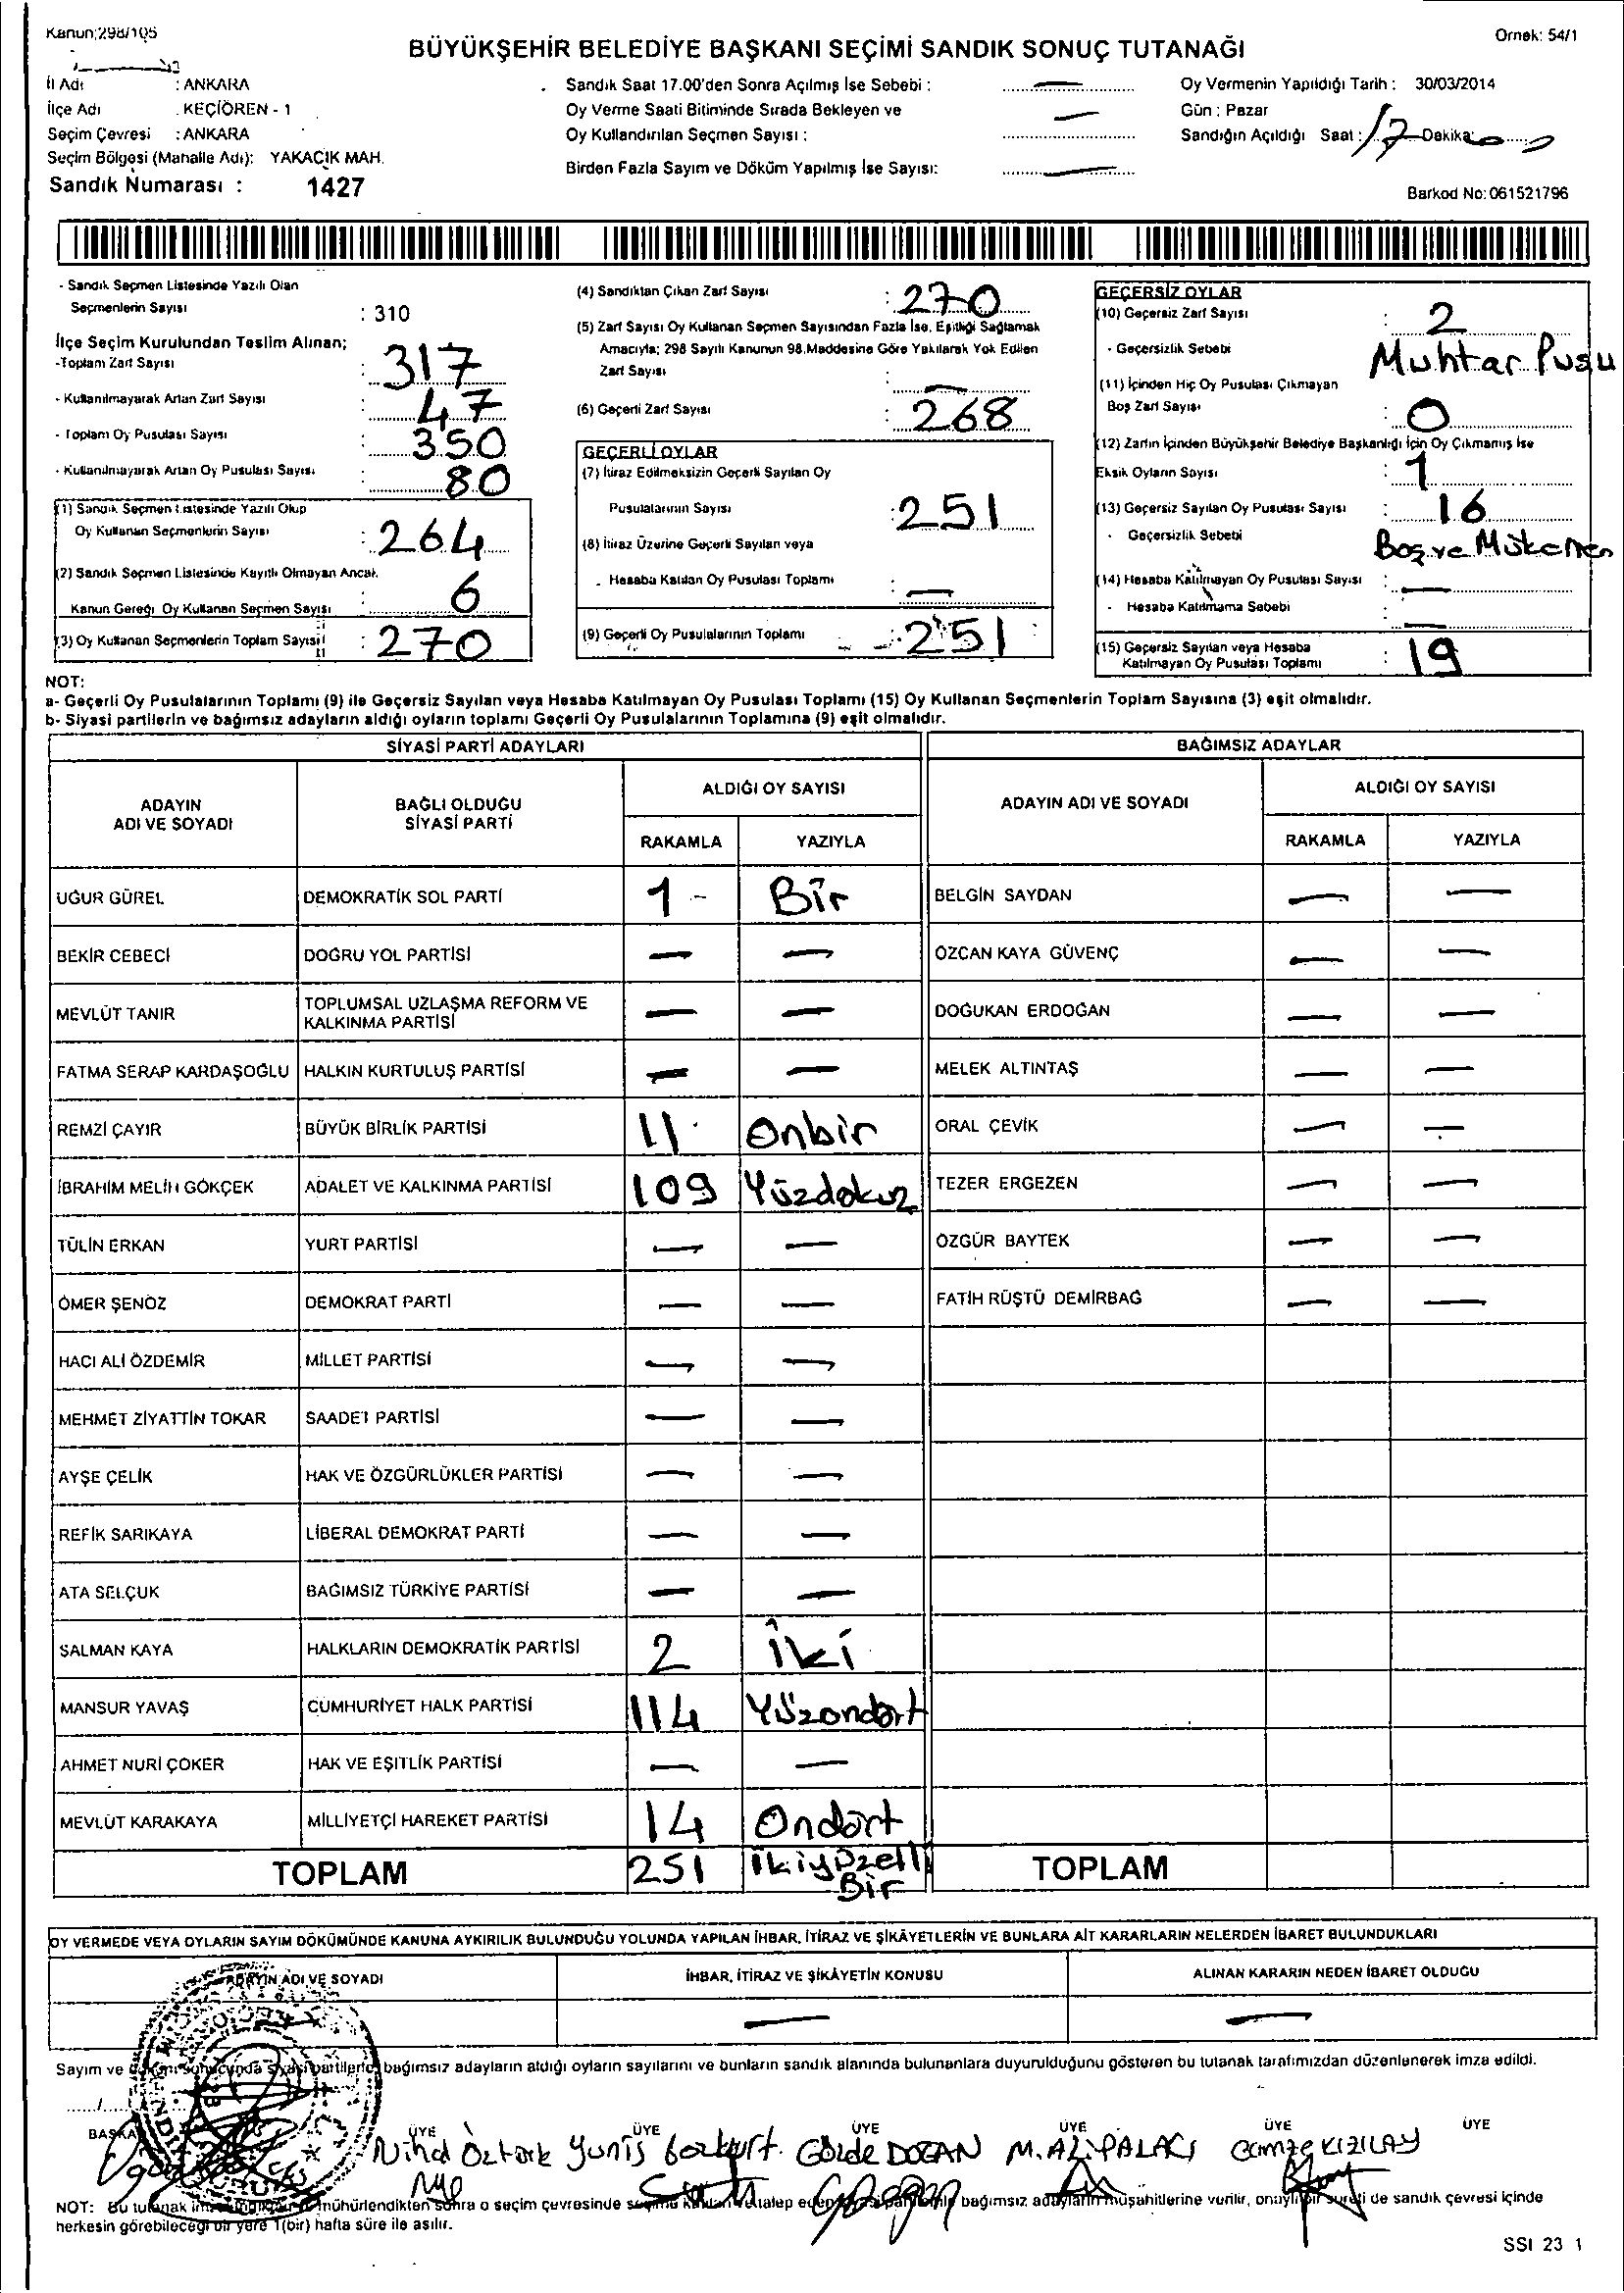 Kanun:298/105
Örnek: 54/1
BÜYÜKŞEHİR BELEDİYE BAŞKANI SEÇİMİ SANDIK SONUÇ TUTANAĞI
İl Adı : ANKARA
İlçe Adı : KEÇİÖREN - 1
Seçim Çevresi : ANKARA
Seçim Bölgesi (Mahalle Adı): YAKACIK MAH.
Sandık Numarası : 1427
Sandık Saat 17.00'den Sonra Açılmış İse Sebebi : —
Oy Verme Saati Bitiminde Sırada Bekleyen ve
Oy Kullandırılan Seçmen Sayısı : —
Birden Fazla Sayım ve Döküm Yapılmış İse Sayısı: —
Oy Vermenin Yapıldığı Tarih : 30/03/2014
Gün : Pazar
Sandığın Açıldığı Saat : 17 Dakika:
Barkod No: 061521796
- Sandık Seçmen Listesinde Yazılı Olan
Seçmenlerin Sayısı : 310
İlçe Seçim Kurulundan Teslim Alınan;
-Toplam Zarf Sayısı : 317
- Kullanılmayarak Artan Zarf Sayısı : 47
- Toplam Oy Pusulası Sayısı : 350
- Kullanılmayarak Artan Oy Pusulası Sayısı : 80
(1) Sandık Seçmen Listesinde Yazılı Olup
Oy Kullanan Seçmenlerin Sayısı : 264
(2) Sandık Seçmen Listesinde Kayıtlı Olmayan Ancak
Kanun Gereği Oy Kullanan Seçmen Sayısı : 6
(3) Oy Kullanan Seçmenlerin Toplam Sayısı : 270
(4) Sandıktan Çıkan Zarf Sayısı : 270
(5) Zarf Sayısı Oy Kullanan Seçmen Sayısından Fazla İse, Eşitliği Sağlamak
Amacıyla; 298 Sayılı Kanunun 98.Maddesine Göre Yakılarak Yok Edilen
Zarf Sayısı : —
(6) Geçerli Zarf Sayısı : 268
GEÇERLİ OYLAR
(7) İtiraz Edilmeksizin Geçerli Sayılan Oy
Pusulalarının Sayısı : 251
(8) İtiraz Üzerine Geçerli Sayılan veya
- Hesaba Katılan Oy Pusulası Toplamı : —
(9) Geçerli Oy Pusulalarının Toplamı : 251
GEÇERSİZ OYLAR
(10) Geçersiz Zarf Sayısı : 2
- Geçersizlik Sebebi Muhtar Pusu
(11) İçinden Hiç Oy Pusulası Çıkmayan
Boş Zarf Sayısı : 0
(12) Zarfın İçinden Büyükşehir Belediye Başkanlığı İçin Oy Çıkmamış İse
Eksik Oyların Sayısı : 1
(13) Geçersiz Sayılan Oy Pusulası Sayısı : 16
- Geçersizlik Sebebi Boş ve Mükerrer
(14) Hesaba Katılmayan Oy Pusulası Sayısı : —
- Hesaba Katılmama Sebebi : —
(15) Geçersiz Sayılan veya Hesaba
Katılmayan Oy Pusulası Toplamı : 19
NOT:
a- Geçerli Oy Pusulalarının Toplamı (9) ile Geçersiz Sayılan veya Hesaba Katılmayan Oy Pusulası Toplamı (15) Oy Kullanan Seçmenlerin Toplam Sayısına (3) eşit olmalıdır.
b- Siyasi partilerin ve bağımsız adayların aldığı oyların toplamı Geçerli Oy Pusulalarının Toplamına (9) eşit olmalıdır.
SİYASİ PARTİ ADAYLARI
BAĞIMSIZ ADAYLAR
ADAYIN ADI VE SOYADI
BAĞLI OLDUĞU SİYASİ PARTİ
ALDIĞI OY SAYISI
RAKAMLA YAZIYLA
ADAYIN ADI VE SOYADI
ALDIĞI OY SAYISI
RAKAMLA YAZIYLA
UĞUR GÜREL DEMOKRATİK SOL PARTİ 1 - Bir BELGİN SAYDAN — —
BEKİR CEBECİ DOĞRU YOL PARTİSİ — — ÖZCAN KAYA GÜVENÇ — —
MEVLÜT TANIR TOPLUMSAL UZLAŞMA REFORM VE KALKINMA PARTİSİ — — DOĞUKAN ERDOĞAN — —
FATMA SERAP KARDAŞOĞLU HALKIN KURTULUŞ PARTİSİ — — MELEK ALTINTAŞ — —
REMZİ ÇAYIR BÜYÜK BİRLİK PARTİSİ 11 Onbir ORAL ÇEVİK — —
İBRAHİM MELİH GÖKÇEK ADALET VE KALKINMA PARTİSİ 109 Yüzdokuz TEZER ERGEZEN — —
TÜLİN ERKAN YURT PARTİSİ — — ÖZGÜR BAYTEK — —
ÖMER ŞENÖZ DEMOKRAT PARTİ — — FATİH RÜŞTÜ DEMİRBAĞ — —
HACI ALİ ÖZDEMİR MİLLET PARTİSİ — —
MEHMET ZİYATTİN TOKAR SAADET PARTİSİ — —
AYŞE ÇELİK HAK VE ÖZGÜRLÜKLER PARTİSİ — —
REFİK SARIKAYA LİBERAL DEMOKRAT PARTİ — —
ATA SELÇUK BAĞIMSIZ TÜRKİYE PARTİSİ — —
SALMAN KAYA HALKLARIN DEMOKRATİK PARTİSİ 2 İki
MANSUR YAVAŞ CUMHURİYET HALK PARTİSİ 114 Yüzondört
AHMET NURİ ÇOKER HAK VE EŞİTLİK PARTİSİ — —
MEVLÜT KARAKAYA MİLLİYETÇİ HAREKET PARTİSİ 14 Ondört
TOPLAM 251 İkiyüzelli Bir TOPLAM
OY VERMEDE VEYA OYLARIN SAYIM DÖKÜMÜNDE KANUNA AYKIRILIK BULUNDUĞU YOLUNDA YAPILAN İHBAR, İTİRAZ VE ŞİKÂYETLERİN VE BUNLARA AİT KARARLARIN NELERDEN İBARET BULUNDUKLARI
ADAYIN ADI VE SOYADI İHBAR, İTİRAZ VE ŞİKÂYETİN KONUSU ALINAN KARARIN NEDEN İBARET OLDUĞU
— —
Sayım ve döküm sonucunda siyasi partilerle, bağımsız adayların aldığı oyların sayılarını ve bunların sandık alanında bulunanlara duyurulduğunu gösteren bu tutanak tarafımızdan düzenlenerek imza edildi.
BAŞKAN ÜYE ÜYE ÜYE ÜYE ÜYE ÜYE
Nihal Öztürk Yunis Bozkurt. Gözde DOĞAN M.ALİ PALACI Gamze KIZILAY
NOT: Bu tutanak mühürlendikten sonra o seçim çevresinde seçime katılan ve talep eden bağımsız adayların müşahitlerine verilir, onaylı bir sureti de sandık çevresi içinde
herkesin görebileceği bir yere 1(bir) hafta süre ile asılır.
SSI 23 1